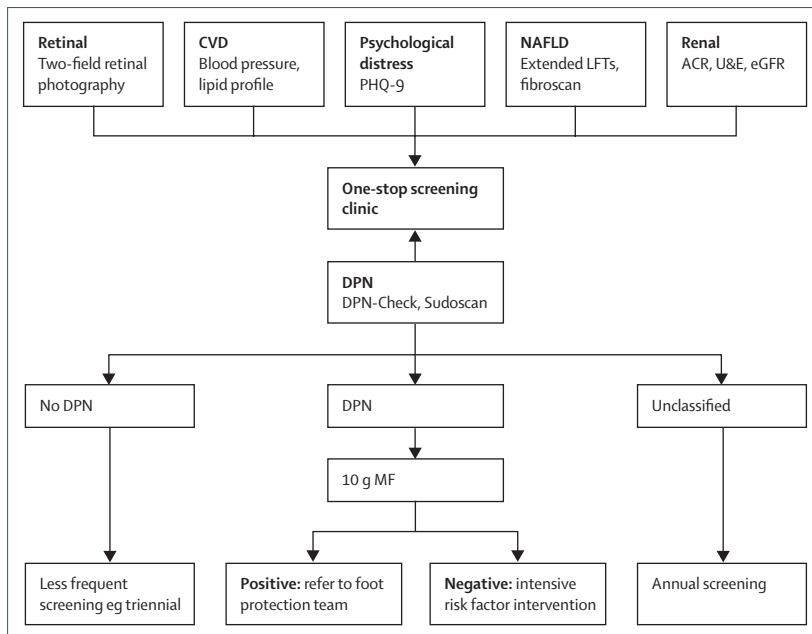 Retinal
Two-field retinal
photography
CVD
Blood pressure,
lipid profile
Psychological
distress
PHQ-9
NAFLD
Extended LFTs,
fibroscan
Renal
ACR, U&E, eGFR
One-stop screening
clinic
DPN
DPN-Check, Sudoscan
No DPN
DPN
Unclassified
10 g MF
Less frequent
screening eg triennial
Positive: refer to foot
protection team
Negative: intensive
risk factor intervention
Annual screening